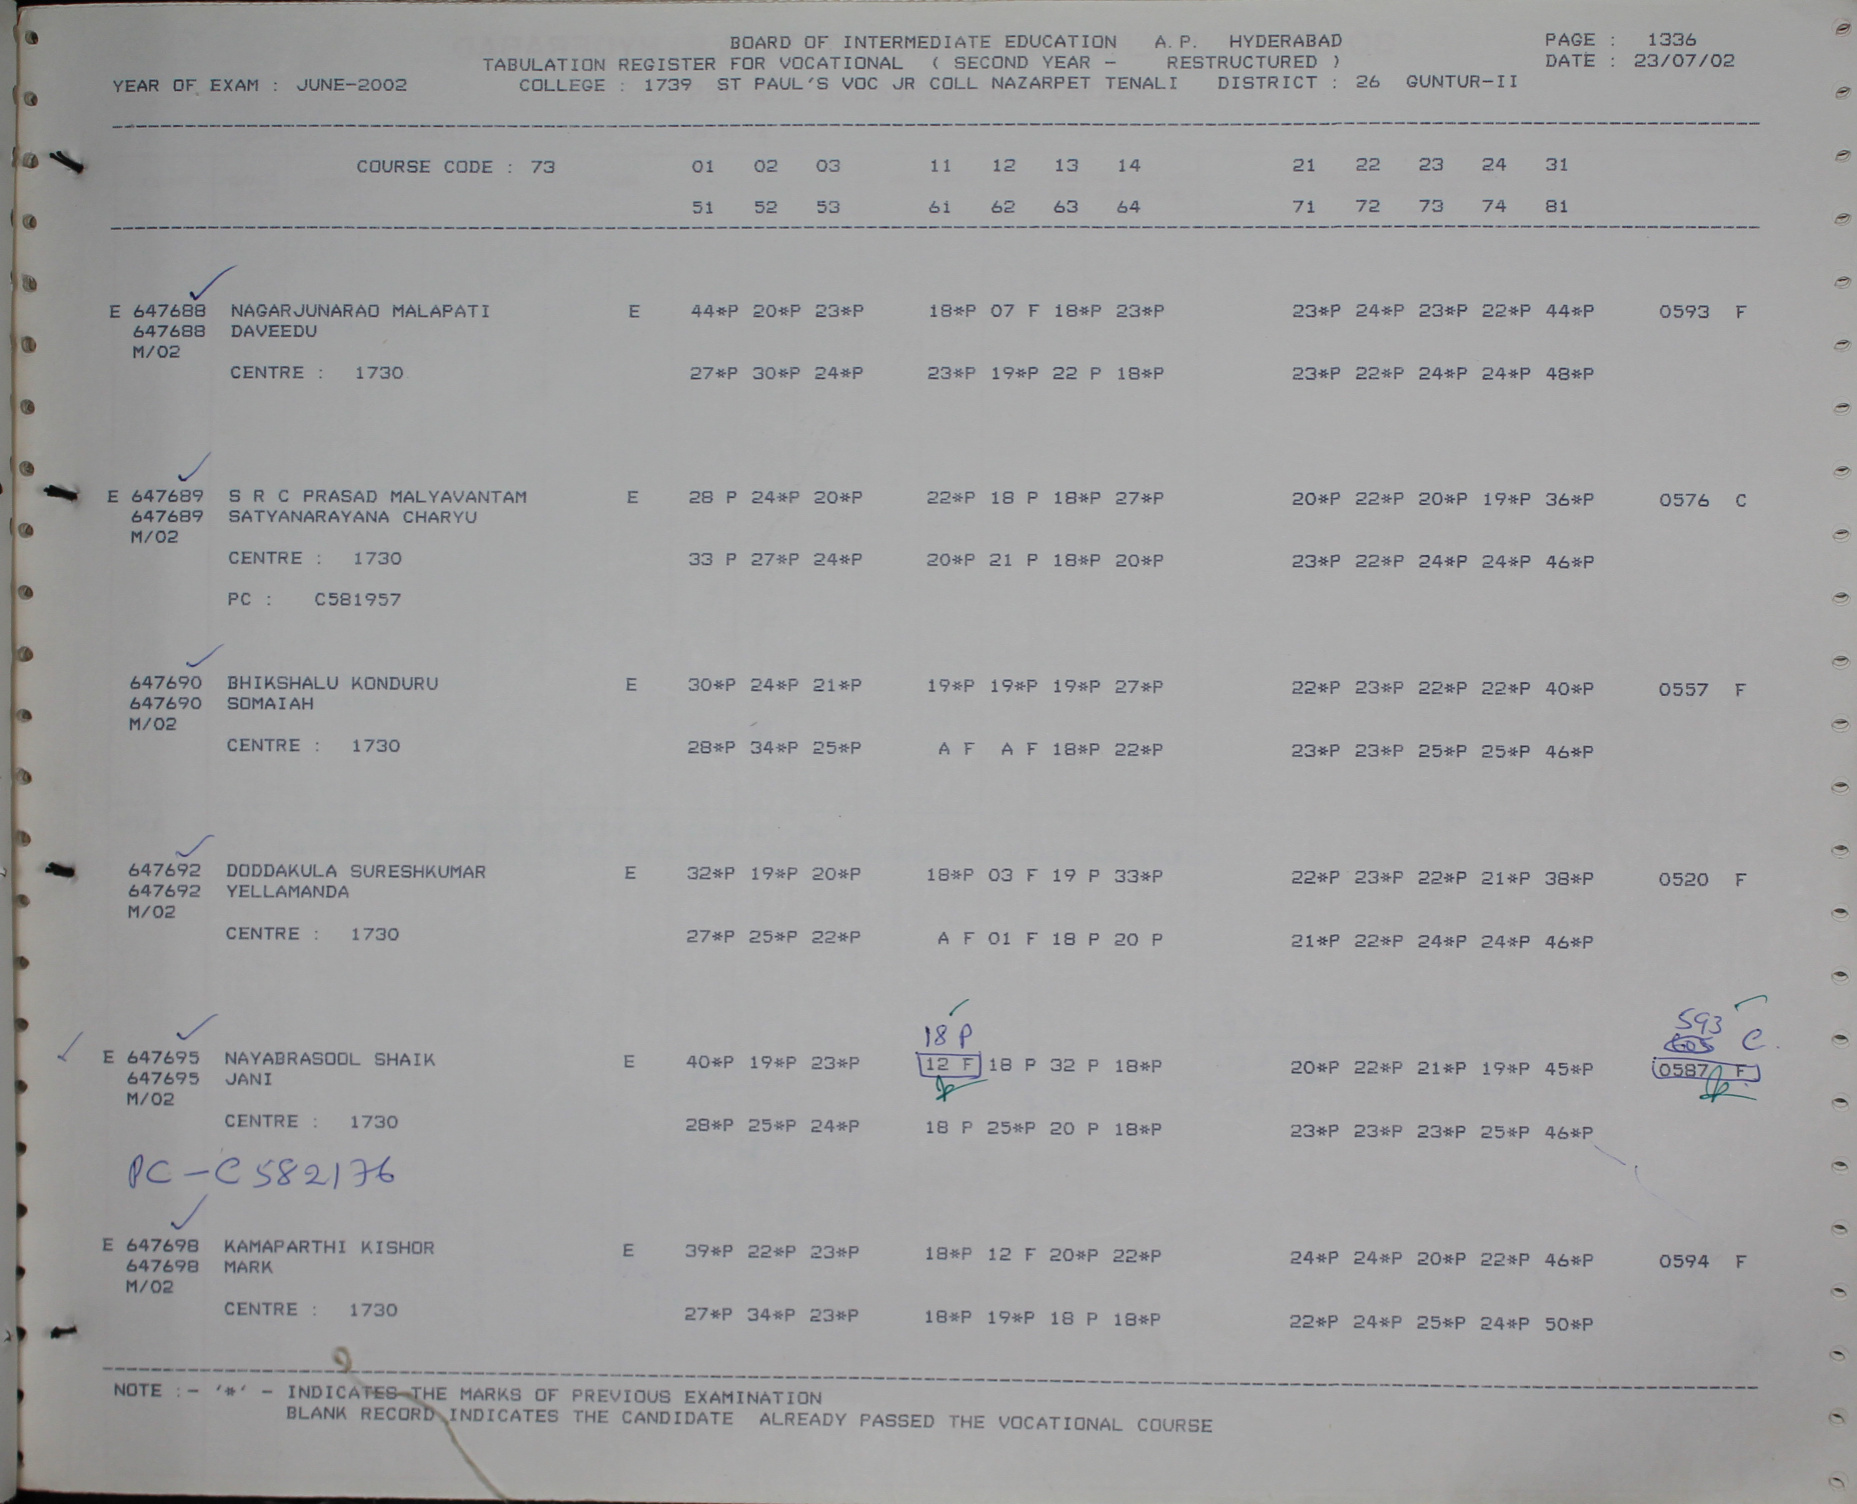 BOARD OF INTERMEDIATE EDUCATION A.P. HYDERABAD PAGE : 1336
TABULATION REGISTER FOR VOCATIONAL ( SECOND YEAR - RESTRUCTURED ) DATE : 23/07/02
YEAR OF EXAM : JUNE-2002 COLLEGE : 1739 ST PAUL'S VOC JR COLL NAZARPET TENALI DISTRICT : 26 GUNTUR-II
COURSE CODE : 73 01 02 03 11 12 13 14 21 22 23 24 31
51 52 53 61 62 63 64 71 72 73 74 81
E 647688 NAGARJUNARAO MALAPATI E 44*P 20*P 23*P 18*P 07 F 18*P 23*P 23*P 24*P 23*P 22*P 44*P 0593 F
647688 DAVEEDU
M/02
CENTRE : 1730 27*P 30*P 24*P 23*P 19*P 22 P 18*P 23*P 22*P 24*P 24*P 48*P
E 647689 S R C PRASAD MALYAVANTAM E 28 P 24*P 20*P 22*P 18 P 18*P 27*P 20*P 22*P 20*P 19*P 36*P 0576 C
647689 SATYANARAYANA CHARYU
M/02
CENTRE : 1730 33 P 27*P 24*P 20*P 21 P 18*P 20*P 23*P 22*P 24*P 24*P 46*P
PC : C581957
647690 BHIKSHALU KONDURU E 30*P 24*P 21*P 19*P 19*P 19*P 27*P 22*P 23*P 22*P 22*P 40*P 0557 F
647690 SOMAIAH
M/02
CENTRE : 1730 28*P 34*P 25*P A F A F 18*P 22*P 23*P 23*P 25*P 25*P 46*P
647692 DODDAKULA SURESHKUMAR E 32*P 19*P 20*P 18*P 03 F 19 P 33*P 22*P 23*P 22*P 21*P 38*P 0520 F
647692 YELLAMANDA
M/02
CENTRE : 1730 27*P 25*P 22*P A F 01 F 18 P 20 P 21*P 22*P 24*P 24*P 46*P
18 P 593 C
E 647695 NAYABRASOOL SHAIK E 40*P 19*P 23*P 12 F 18 P 32 P 18*P 20*P 22*P 21*P 19*P 45*P 0587 F
647695 JANI
M/02
CENTRE : 1730 28*P 25*P 24*P 18 P 25*P 20 P 18*P 23*P 23*P 23*P 25*P 46*P
PC - C582176
E 647698 KAMAPARTHI KISHOR E 39*P 22*P 23*P 18*P 12 F 20*P 22*P 24*P 24*P 20*P 22*P 46*P 0594 F
647698 MARK
M/02
CENTRE : 1730 27*P 34*P 23*P 18*P 19*P 18 P 18*P 22*P 24*P 25*P 24*P 50*P
NOTE :- '*' - INDICATES THE MARKS OF PREVIOUS EXAMINATION
BLANK RECORD INDICATES THE CANDIDATE ALREADY PASSED THE VOCATIONAL COURSE